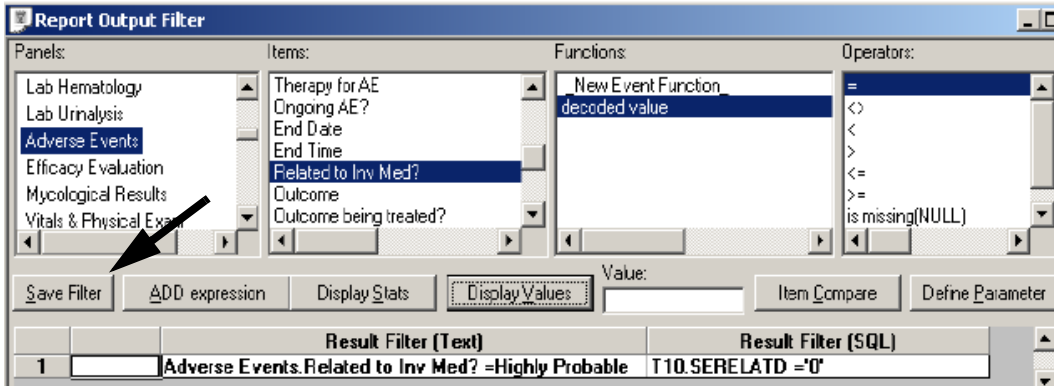 Report Output Filter
Panels: Items: Functions: Operators:
Lab Hematology
Lab Urinalysis
Adverse Events
Efficacy Evaluation
Mycological Results
Vitals & Physical Exam
Therapy for AE
Ongoing AE?
End Date
End Time
Related to Inv Med?
Outcome
Outcome being treated?
_New Event Function_
decoded value
=
<>
<
>
<=
>=
is missing(NULL)
Value:
Save Filter ADD expression Display Stats Display Values Item Compare Define Parameter
Result Filter (Text) Result Filter (SQL)
1 Adverse Events.Related to Inv Med? =Highly Probable T10.SERELATD ='0'